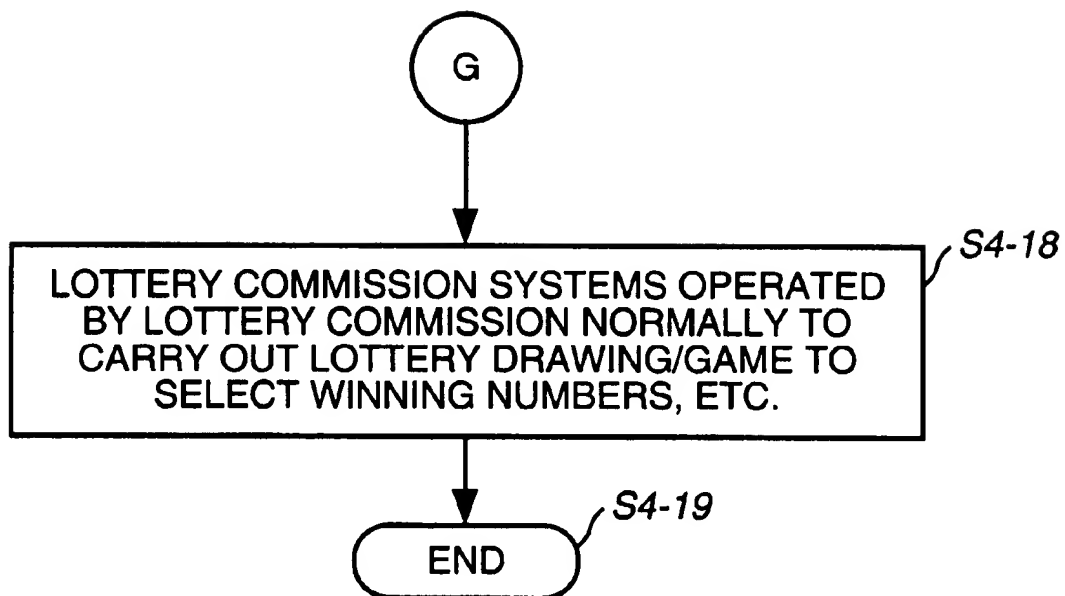 G
S4-18
LOTTERY COMMISSION SYSTEMS OPERATED
BY LOTTERY COMMISSION NORMALLY TO
CARRY OUT LOTTERY DRAWING/GAME TO
SELECT WINNING NUMBERS, ETC.
S4-19
END